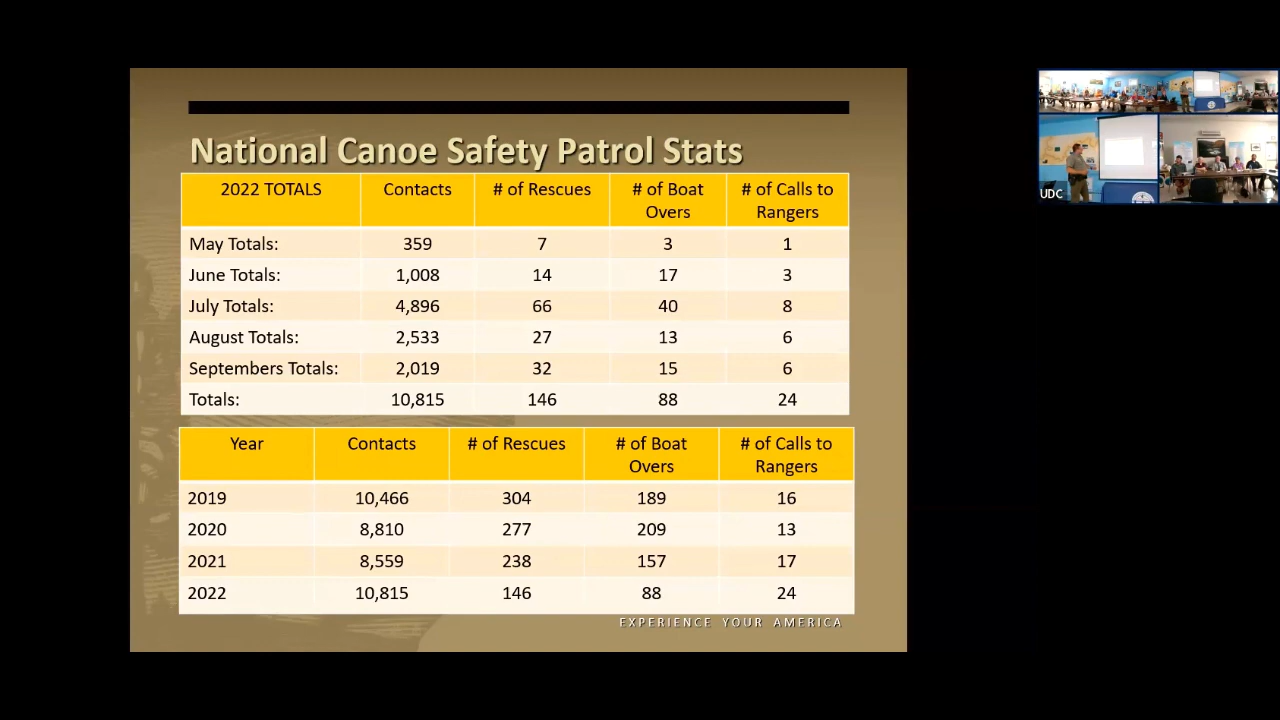 National Canoe Safety Patrol Stats
2022 TOTALS Contacts # of Rescues # of Boat Overs # of Calls to Rangers
May Totals: 359 7 3 1
June Totals: 1,008 14 17 3
July Totals: 4,896 66 40 8
August Totals: 2,533 27 13 6
Septembers Totals: 2,019 32 15 6
Totals: 10,815 146 88 24
Year Contacts # of Rescues # of Boat Overs # of Calls to Rangers
2019 10,466 304 189 16
2020 8,810 277 209 13
2021 8,559 238 157 17
2022 10,815 146 88 24
EXPERIENCE YOUR AMERICA
UDC